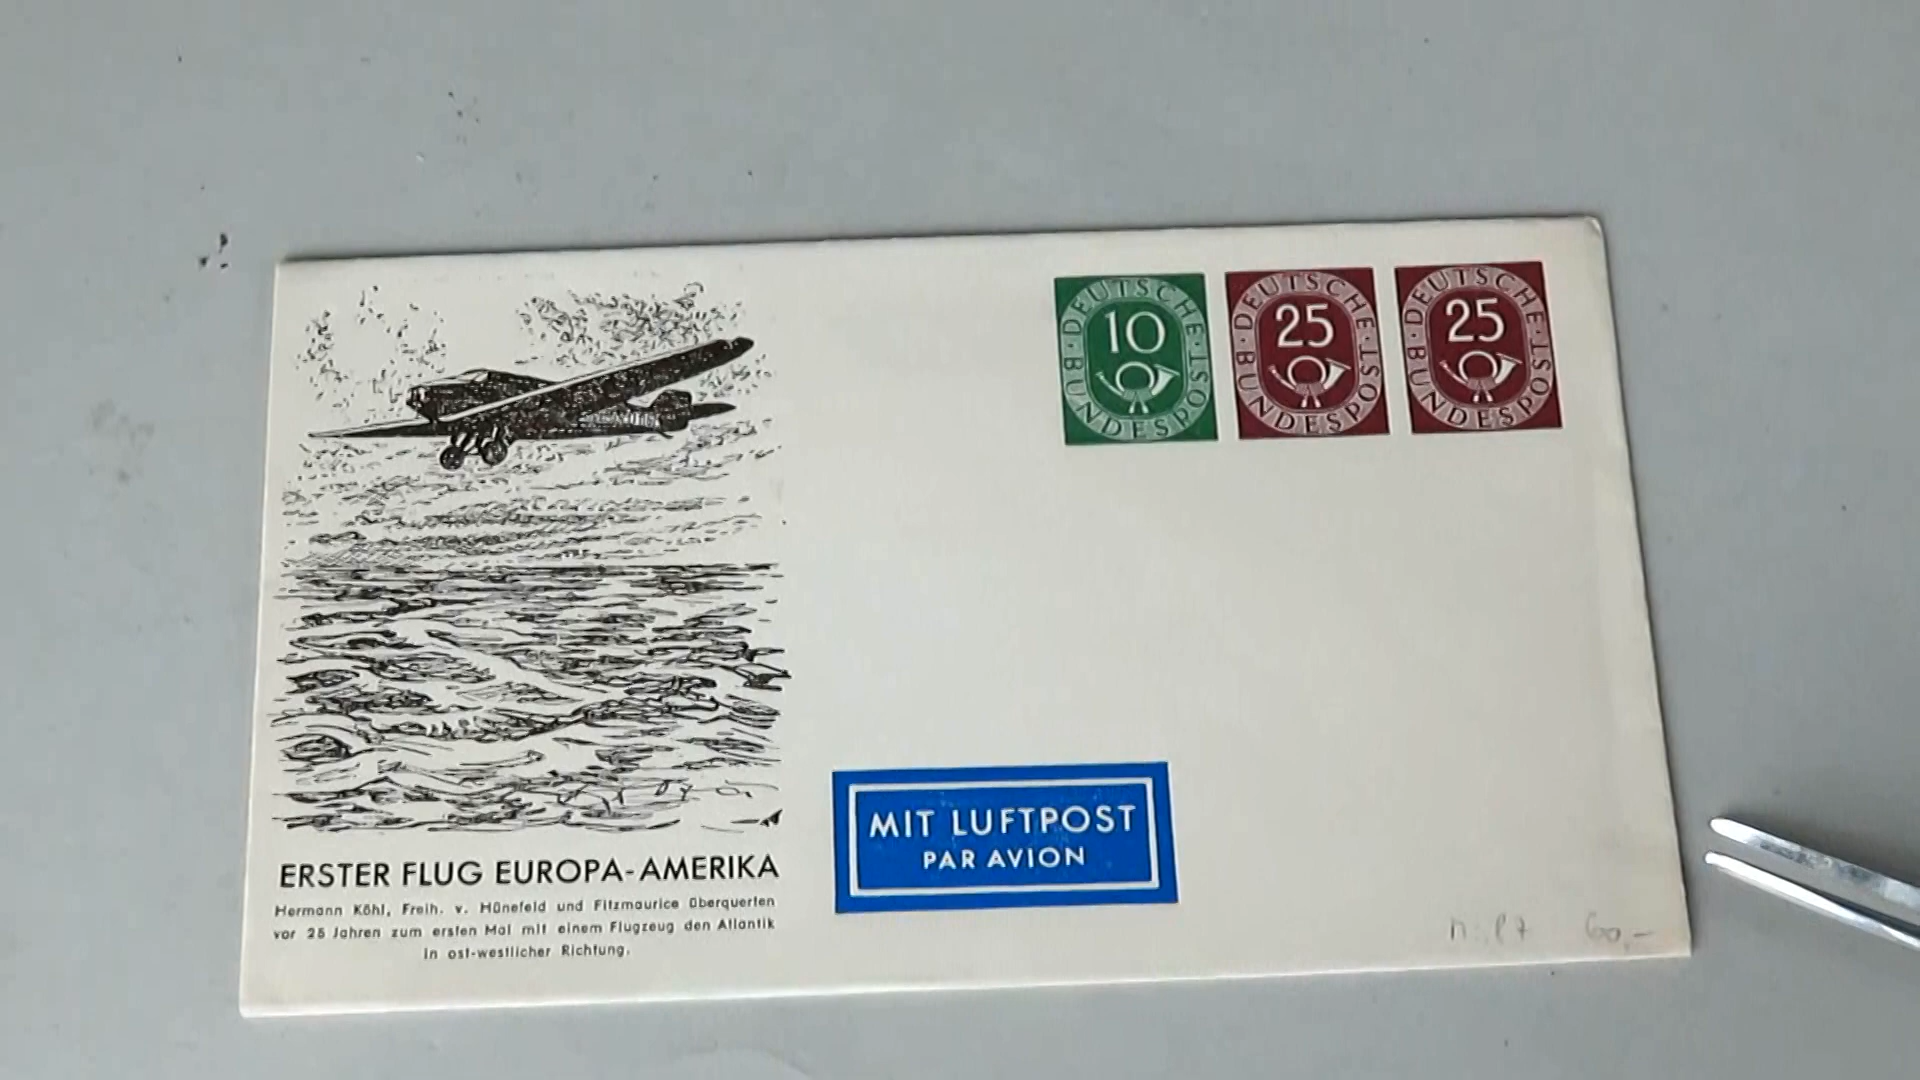 10
DEUTSCHE BUNDESPOST
25
DEUTSCHE BUNDESPOST
25
DEUTSCHE BUNDESPOST
MIT LUFTPOST
PAR AVION
ERSTER FLUG EUROPA-AMERIKA
Hermann Köhl, Freih. v. Hünefeld und Fitzmaurice überquerten
vor 25 Jahren zum ersten Mal mit einem Flugzeug den Atlantik
in ost-westlicher Richtung.
60,-